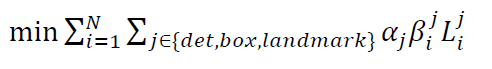 min ∑_{i=1}^{N} ∑_{j∈{det,box,landmark}} α_j β_i^j L_i^j